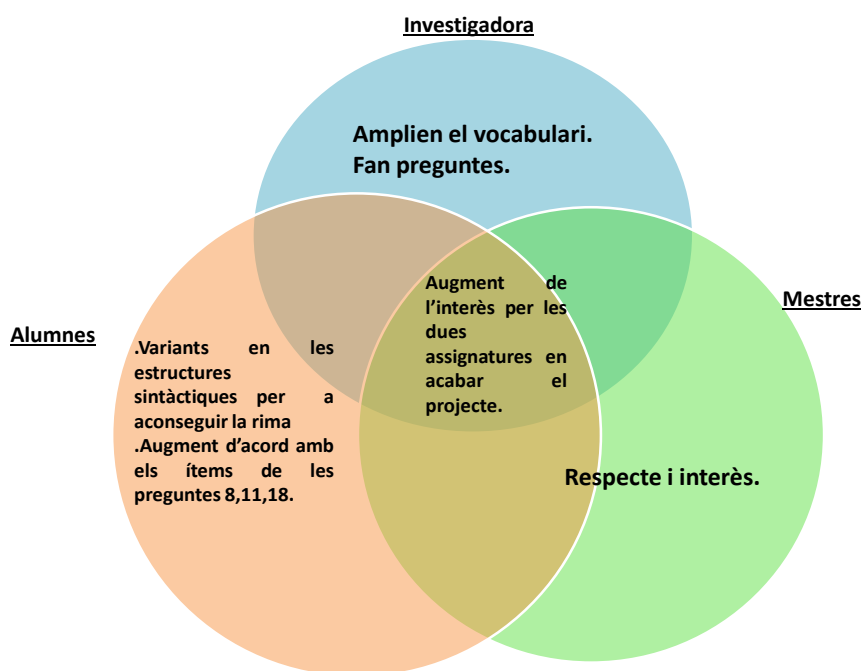 Investigadora
Amplien el vocabulari.
Fan preguntes.
Augment de
l'interès per les
dues
assignatures en
acabar el
projecte.
Mestres
Alumnes
.Variants en les
estructures
sintàctiques per a
aconseguir la rima
.Augment d'acord amb
els ítems de les
preguntes 8,11,18.
Respecte i interès.